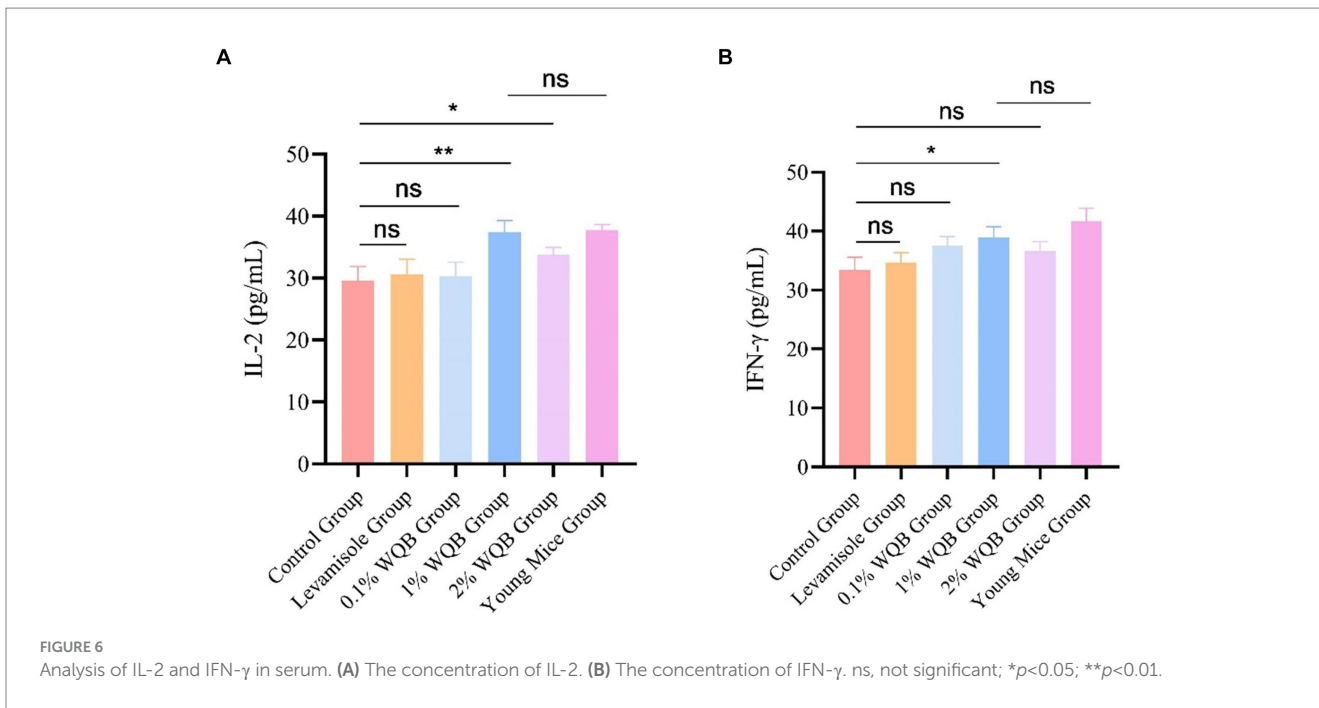 A
ns
*
**
ns
ns
50
40
30
20
10
0
IL-2 (pg/mL)
Control Group
Levamisole Group
0.1% WQB Group
1% WQB Group
2% WQB Group
Young Mice Group
B
ns
ns
*
ns
ns
50
40
30
20
10
0
IFN-γ (pg/mL)
Control Group
Levamisole Group
0.1% WQB Group
1% WQB Group
2% WQB Group
Young Mice Group
FIGURE 6
Analysis of IL-2 and IFN-γ in serum. (A) The concentration of IL-2. (B) The concentration of IFN-γ. ns, not significant; *p<0.05; **p<0.01.